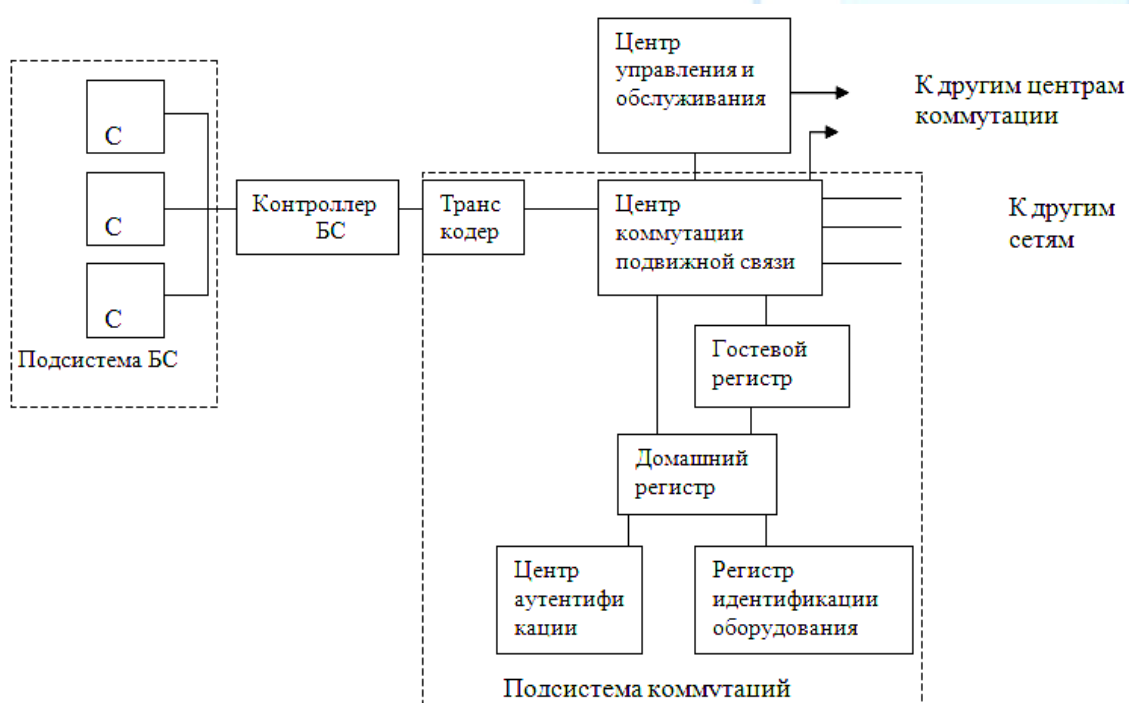 Центр
управления и
обслуживания
К другим центрам
коммутации
С
С
С
Подсистема БС
Контроллер
БС
Транс
кодер
Центр
коммутации
подвижной связи
К другим
сетям
Гостевой
регистр
Домашний
регистр
Центр
аутентифи
кации
Регистр
идентификации
оборудования
Подсистема коммутаций